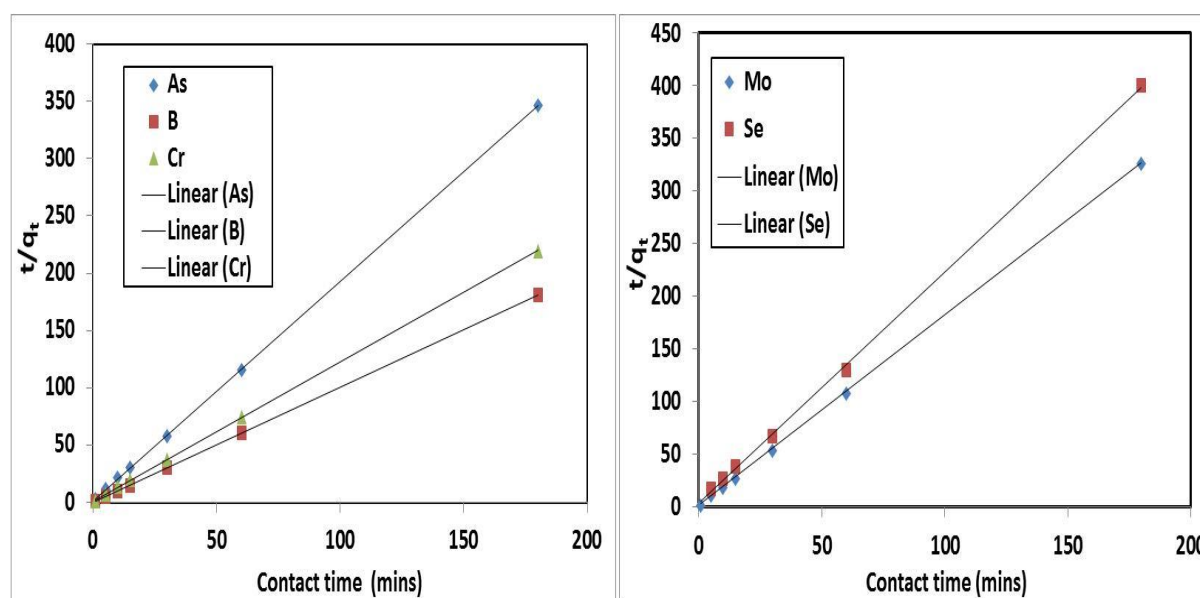 400
350
300
250
200
150
100
50
0
t/qt
As
B
Cr
Linear (As)
Linear (B)
Linear (Cr)
0 50 100 150 200
Contact time (mins)
450
400
350
300
250
200
150
100
50
0
t/qt
Mo
Se
Linear (Mo)
Linear (Se)
0 50 100 150 200
Contact time (mins)